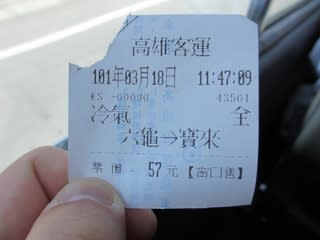 高雄客運
101年03月18日 11:47:09
KS -00000 43561
冷氣 全
六龜→寶來
票價 - 57元【窗口售】